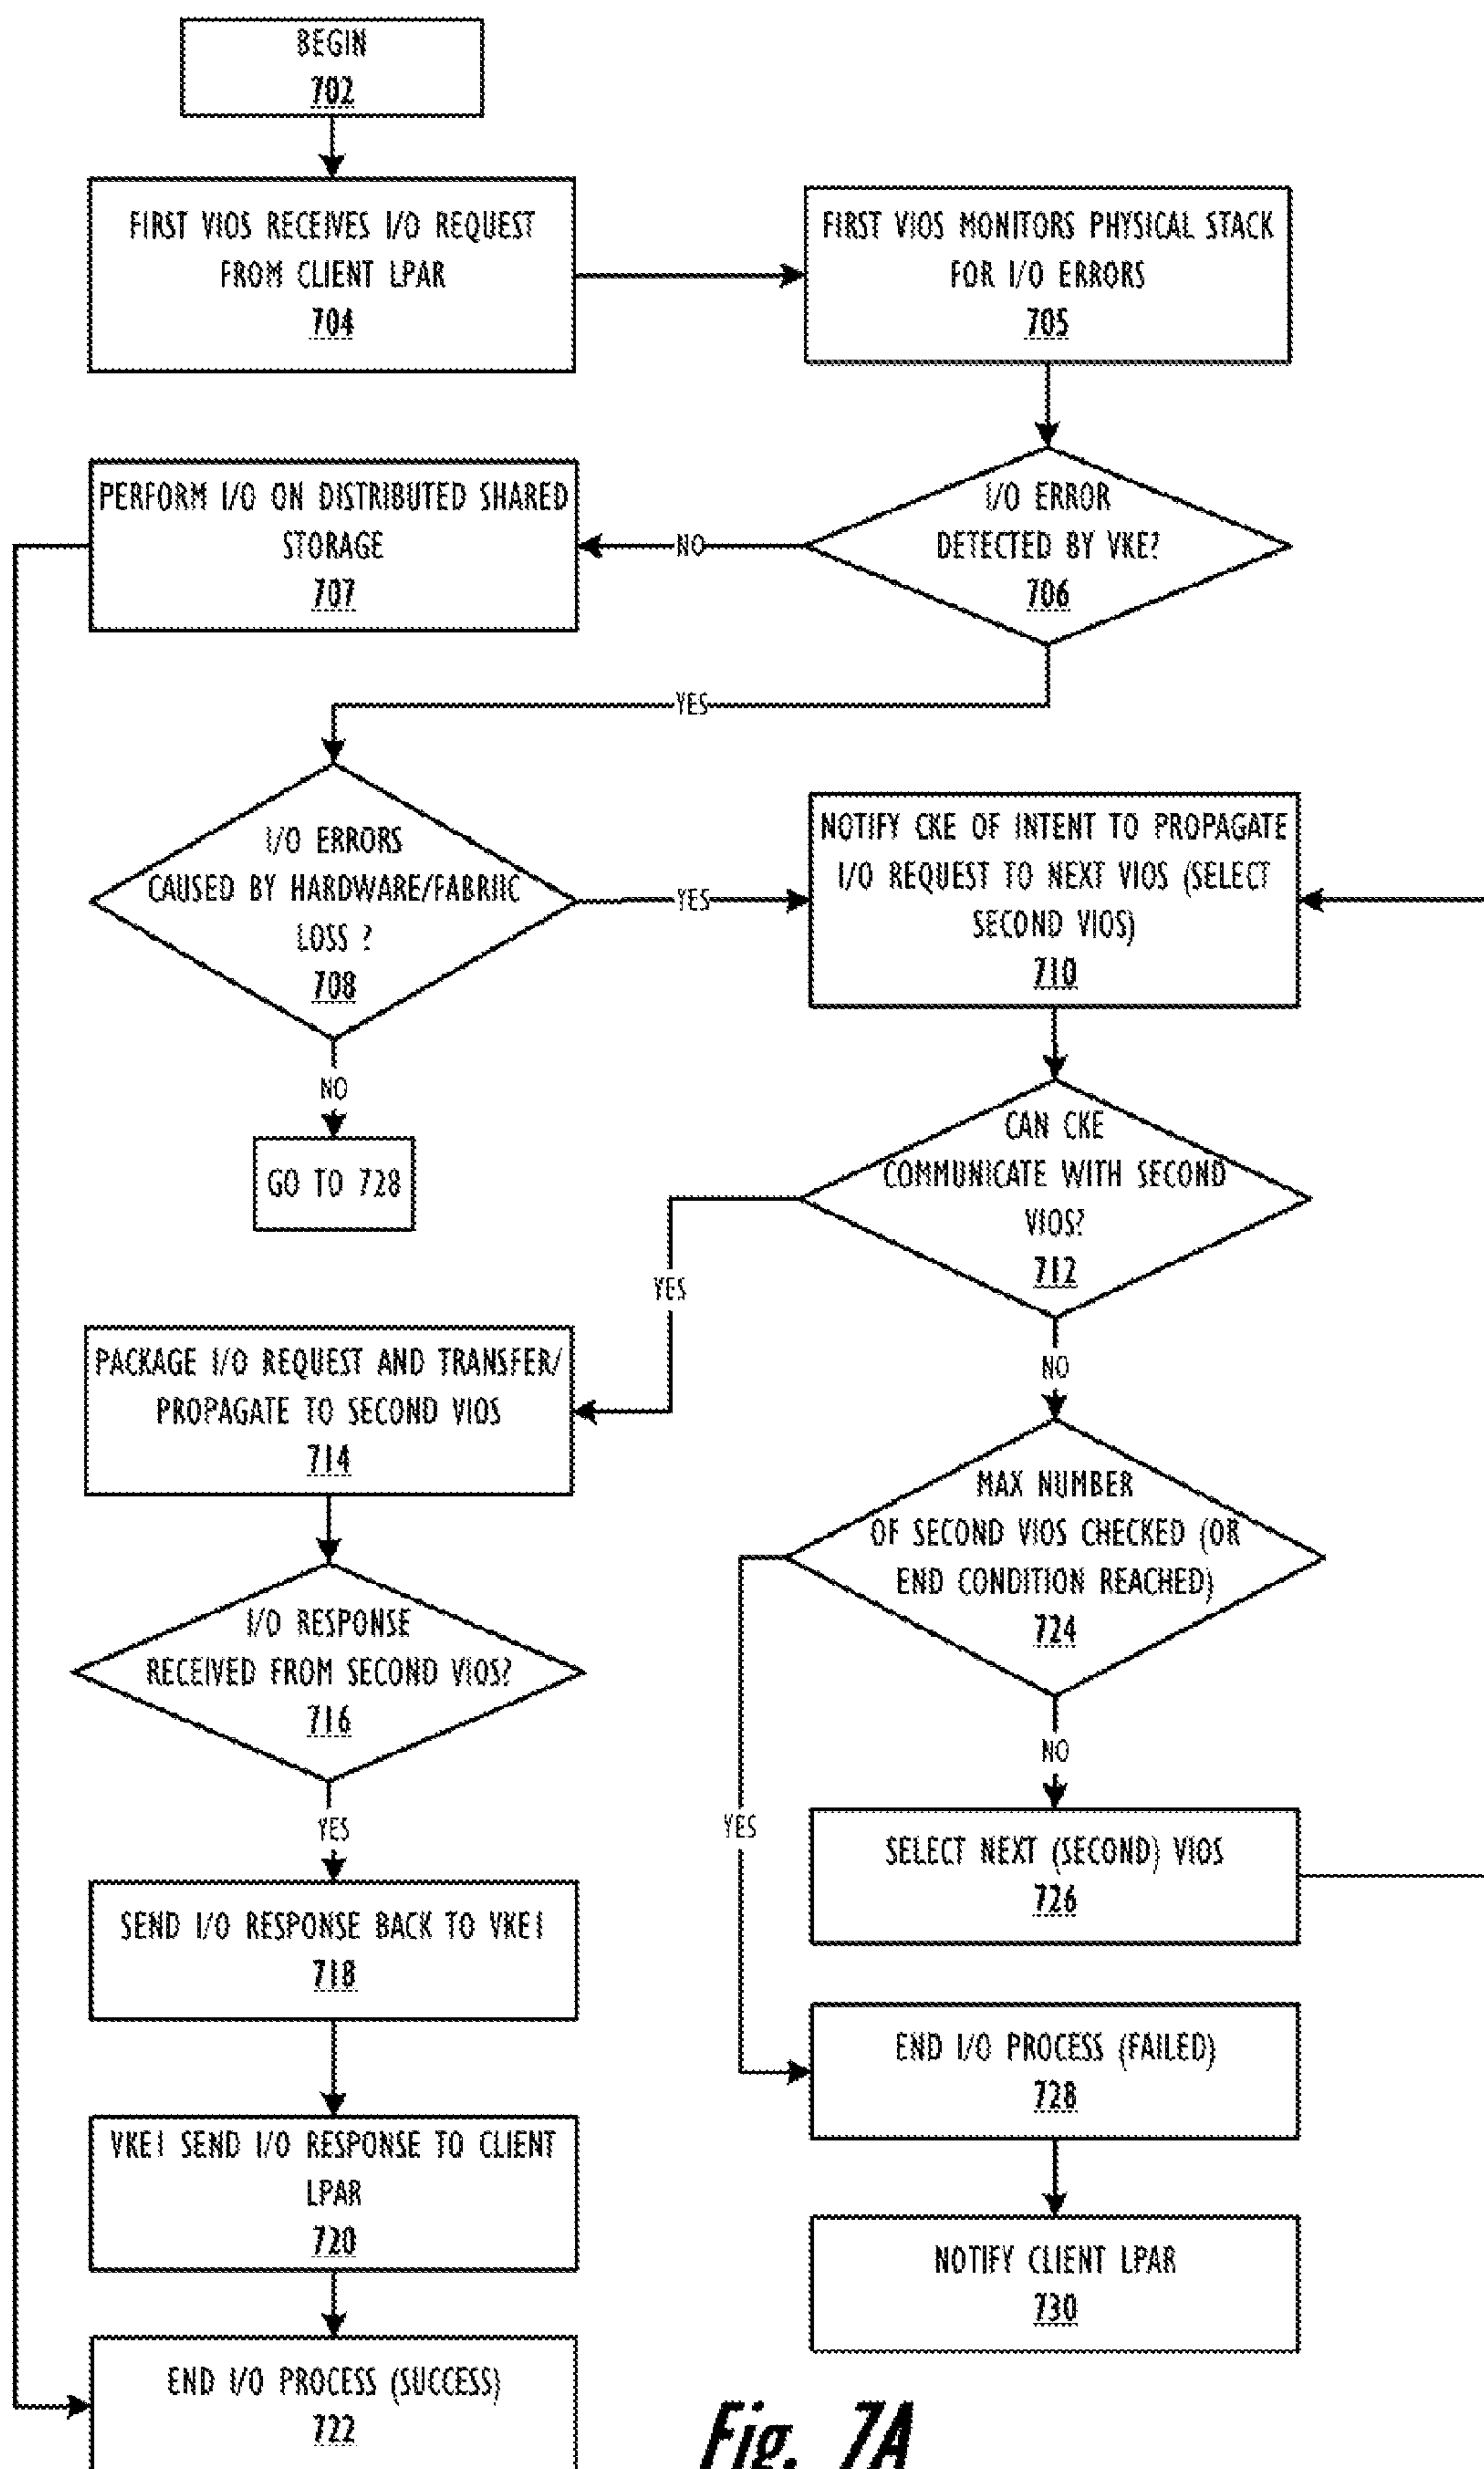 BEGIN
702
FIRST VIOS RECEIVES I/O REQUEST
FROM CLIENT LPAR
704
FIRST VIOS MONITORS PHYSICAL STACK
FOR I/O ERRORS
705
PERFORM I/O ON DISTRIBUTED SHARED
STORAGE
707
NO
I/O ERROR
DETECTED BY VKE?
706
YES
I/O ERRORS
CAUSED BY HARDWARE/FABRIIC
LOSS ?
708
YES
NOTIFY CKE OF INTENT TO PROPAGATE
I/O REQUEST TO NEXT VIOS (SELECT
SECOND VIOS)
710
NO
GO TO 728
CAN CKE
COMMUNICATE WITH SECOND
VIOS?
712
YES
NO
PACKAGE I/O REQUEST AND TRANSFER/
PROPAGATE TO SECOND VIOS
714
MAX NUMBER
OF SECOND VIOS CHECKED (OR
END CONDITION REACHED)
724
I/O RESPONSE
RECEIVED FROM SECOND VIOS?
716
NO
YES
YES
SELECT NEXT (SECOND) VIOS
726
SEND I/O RESPONSE BACK TO VKE1
718
END I/O PROCESS (FAILED)
728
VKE1 SEND I/O RESPONSE TO CLIENT
LPAR
720
NOTIFY CLIENT LPAR
730
END I/O PROCESS (SUCCESS)
722
Fig. 7A